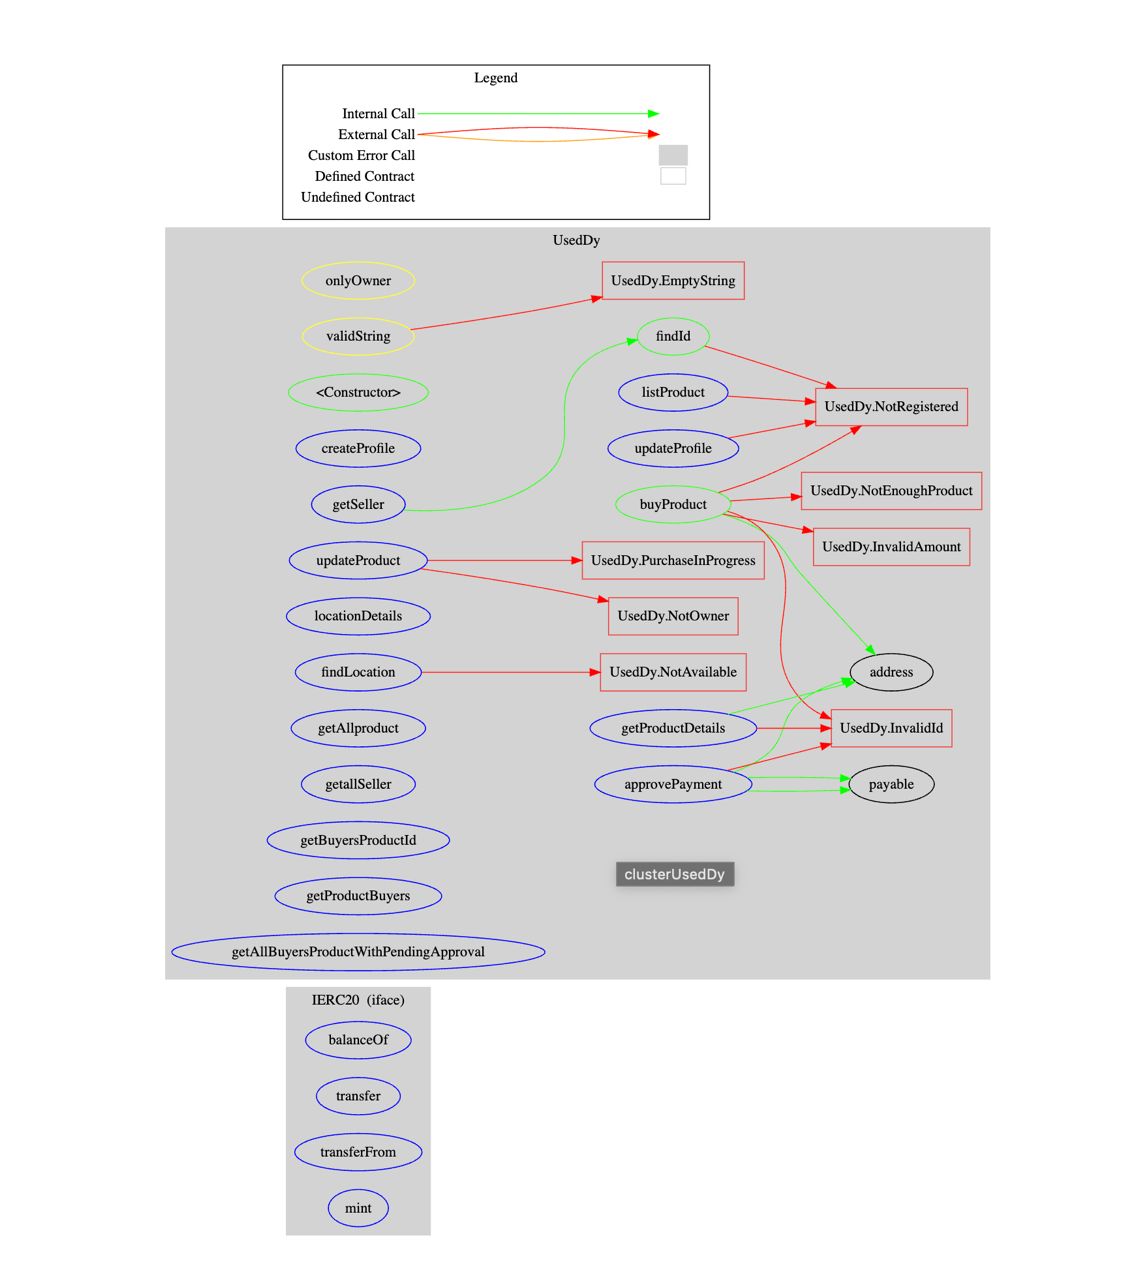 Legend
Internal Call
External Call
Custom Error Call
Defined Contract
Undefined Contract
UsedDy
onlyOwner
UsedDy.EmptyString
validString
findId
<Constructor>
listProduct
UsedDy.NotRegistered
createProfile
updateProfile
getSeller
buyProduct
UsedDy.NotEnoughProduct
UsedDy.InvalidAmount
updateProduct
UsedDy.PurchaseInProgress
locationDetails
UsedDy.NotOwner
findLocation
UsedDy.NotAvailable
address
getAllproduct
getProductDetails
UsedDy.InvalidId
getallSeller
approvePayment
payable
getBuyersProductId
clusterUsedDy
getProductBuyers
getAllBuyersProductWithPendingApproval
IERC20  (iface)
balanceOf
transfer
transferFrom
mint